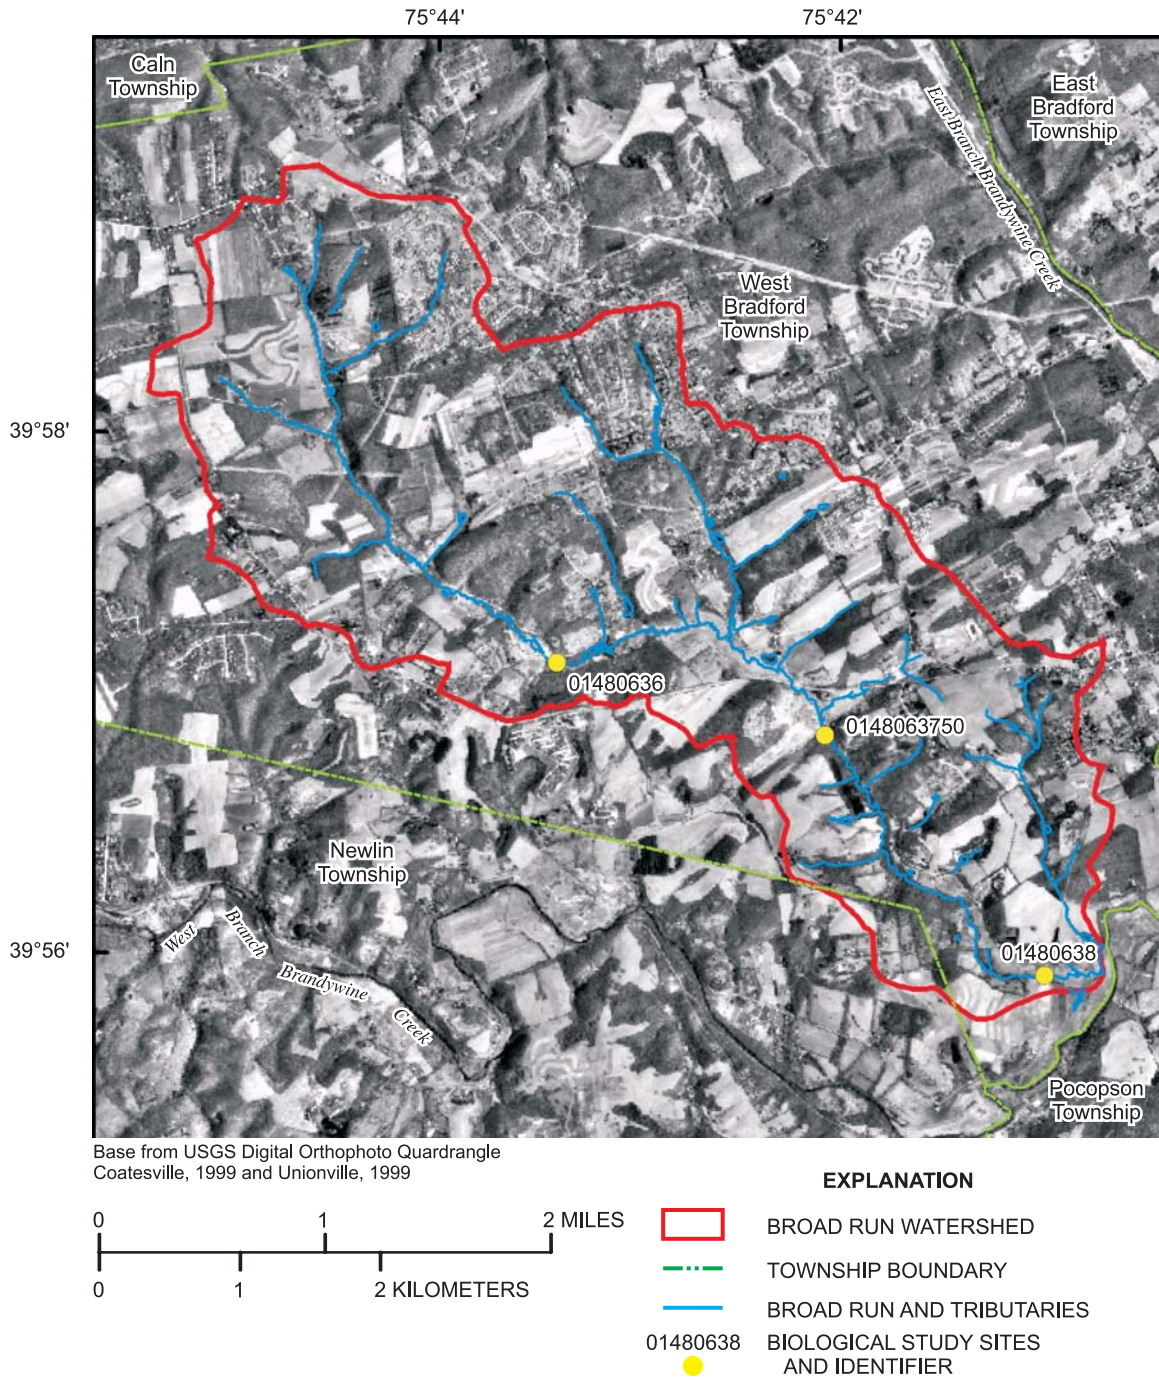 75°44'
75°42'
Caln
Township
East
Bradford
Township
East Branch Brandywine Creek
West
Bradford
Township
39°58'
01480636
0148063750
Newlin
Township
West Branch Brandywine Creek
39°56'
01480638
Pocopson
Township
Base from USGS Digital Orthophoto Quardrangle
Coatesville, 1999 and Unionville, 1999
0 1 2 MILES
0 1 2 KILOMETERS
EXPLANATION
BROAD RUN WATERSHED
TOWNSHIP BOUNDARY
BROAD RUN AND TRIBUTARIES
01480638 BIOLOGICAL STUDY SITES
AND IDENTIFIER